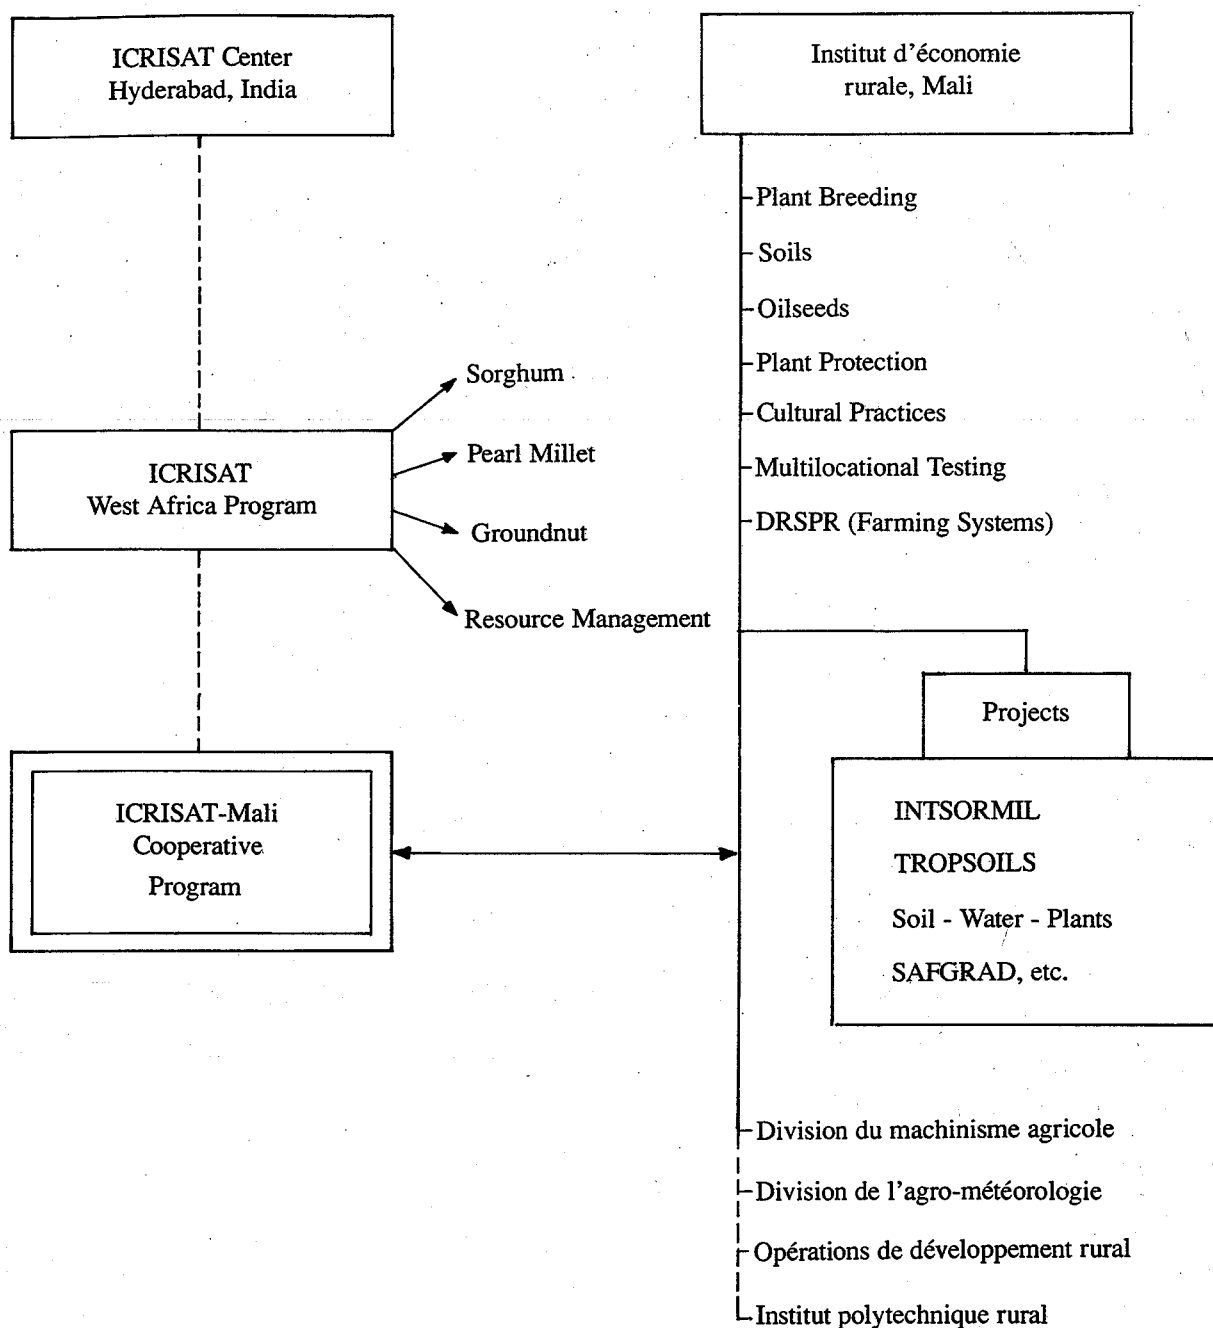 ICRISAT Center
Hyderabad, India
Institut d'économie
rurale, Mali
Plant Breeding
Soils
Oilseeds
Plant Protection
Cultural Practices
Multilocational Testing
DRSPR (Farming Systems)
ICRISAT
West Africa Program
Sorghum
Pearl Millet
Groundnut
Resource Management
Projects
INTSORMIL
TROPSOILS
Soil - Water - Plants
SAFGRAD, etc.
ICRISAT-Mali
Cooperative
Program
Division du machinisme agricole
Division de l'agro-météorologie
Opérations de développement rural
Institut polytechnique rural